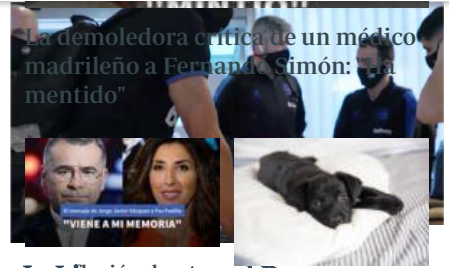 La demoledora crítica de un médico
madrileño a Fernando Simón: "Ha
mentido"
El mensaje de Jorge Javier Vázquez a Paz Padilla
"VIENE A MI MEMORIA"